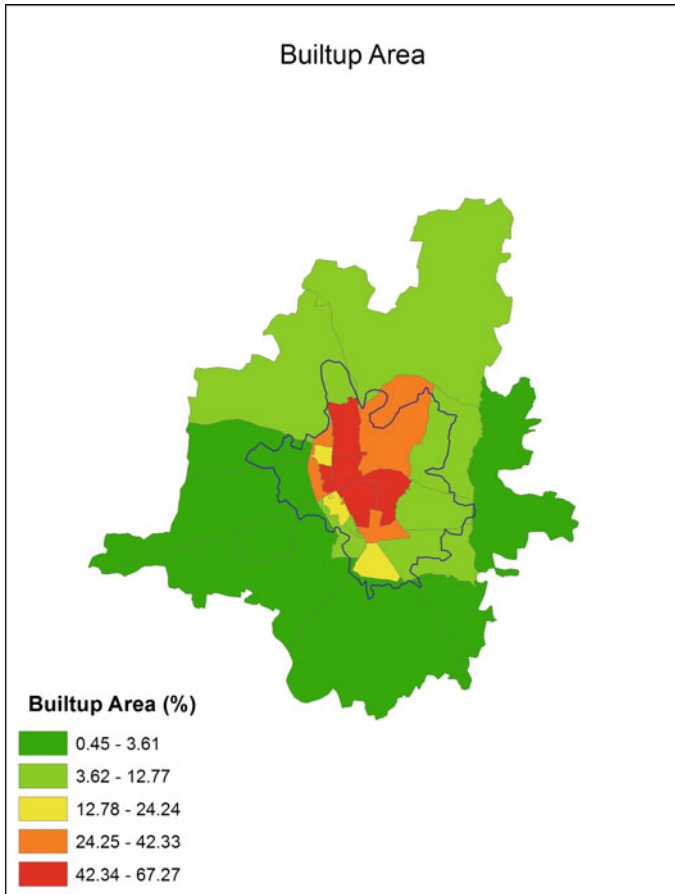 Builtup Area
Builtup Area (%)
0.45 - 3.61
3.62 - 12.77
12.78 - 24.24
24.25 - 42.33
42.34 - 67.27